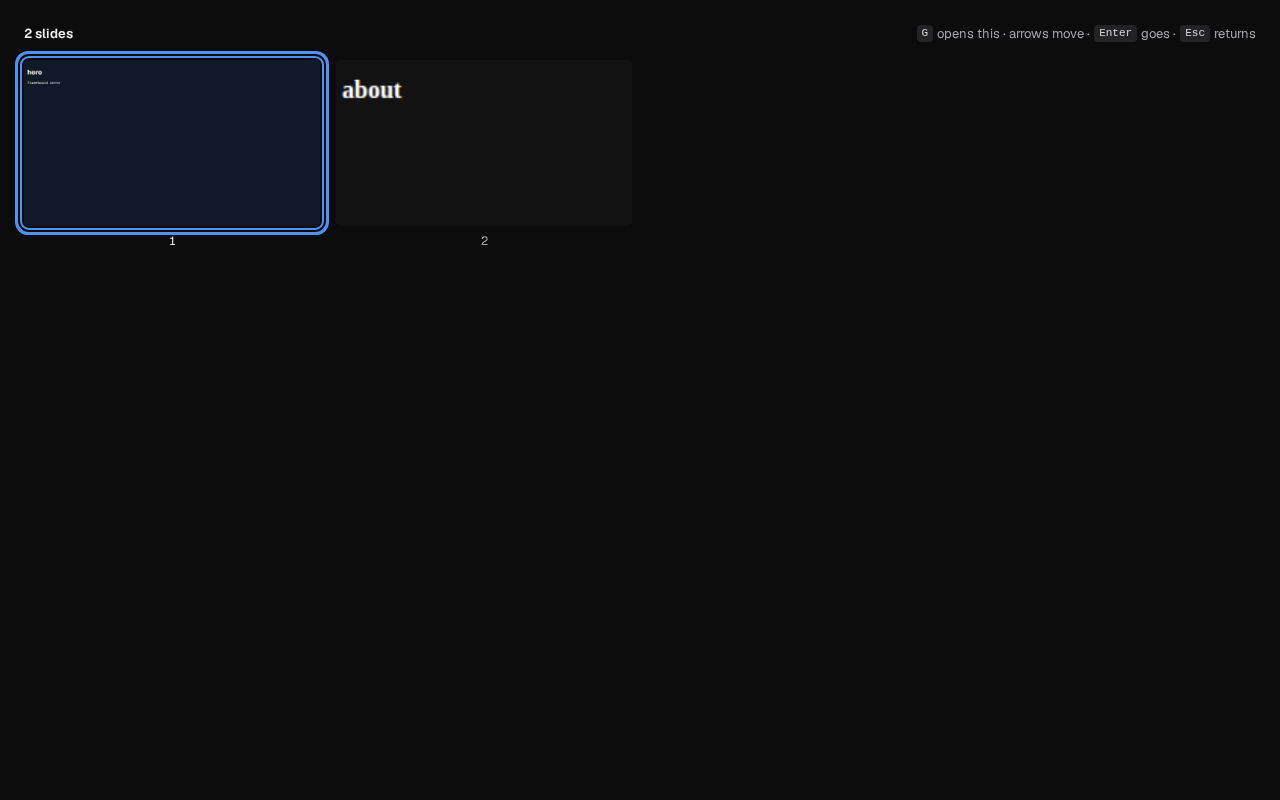 2 slides
G opens this · arrows move · Enter goes · Esc returns
hero
about
1
2